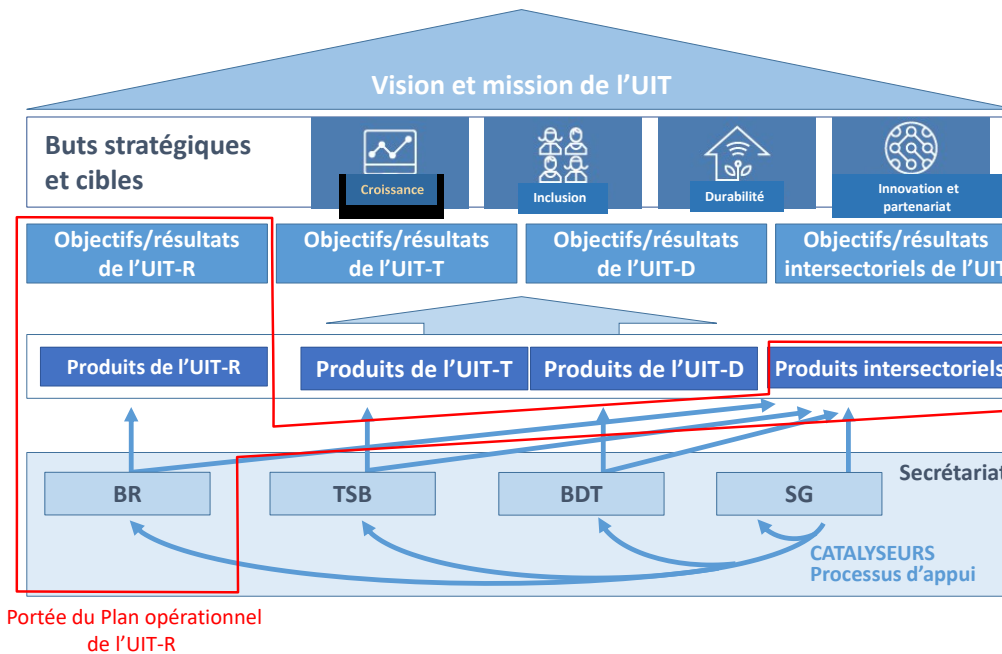 Vision et mission de l’UIT
Buts stratégiques
et cibles
Croissance
Inclusion
Durabilité
Innovation et
partenariat
Objectifs/résultats
de l’UIT-R
Objectifs/résultats
de l’UIT-T
Objectifs/résultats
de l’UIT-D
Objectifs/résultats
intersectoriels de l’UIT
Produits de l’UIT-R
Produits de l’UIT-T
Produits de l’UIT-D
Produits intersectoriels
Secrétariat
BR
TSB
BDT
SG
CATALYSEURS
Processus d’appui
Portée du Plan opérationnel
de l’UIT-R